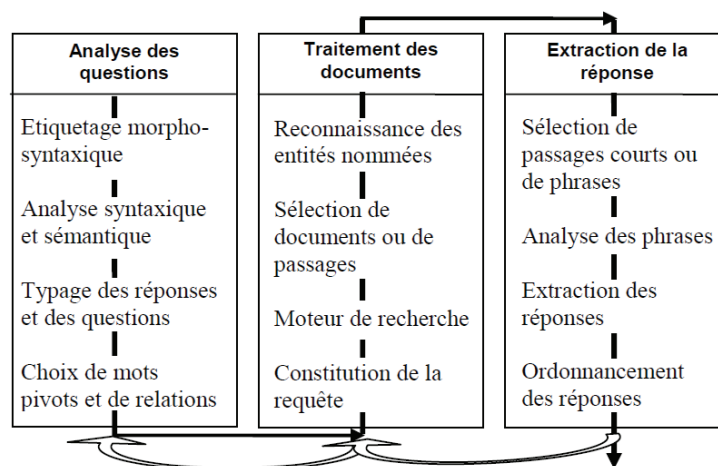 Analyse des
questions
Etiquetage morpho-
syntaxique
Analyse syntaxique
et sémantique
Typage des réponses
et des questions
Choix de mots
pivots et de relations
Traitement des
documents
Reconnaissance des
entités nommées
Sélection de
documents ou de
passages
Moteur de recherche
Constitution de la
requête
Extraction de la
réponse
Sélection de
passages courts ou
de phrases
Analyse des phrases
Extraction des
réponses
Ordonnancement
des réponses